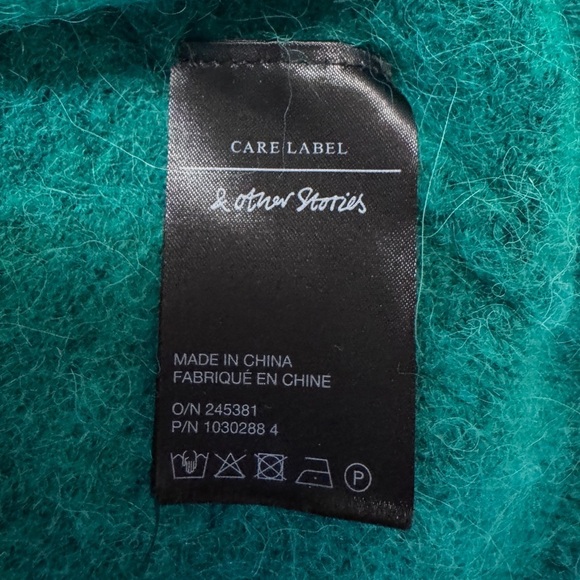 CARE LABEL
& other Stories
MADE IN CHINA
FABRIQUÉ EN CHINE
O/N 245381
P/N 1030288 4
P